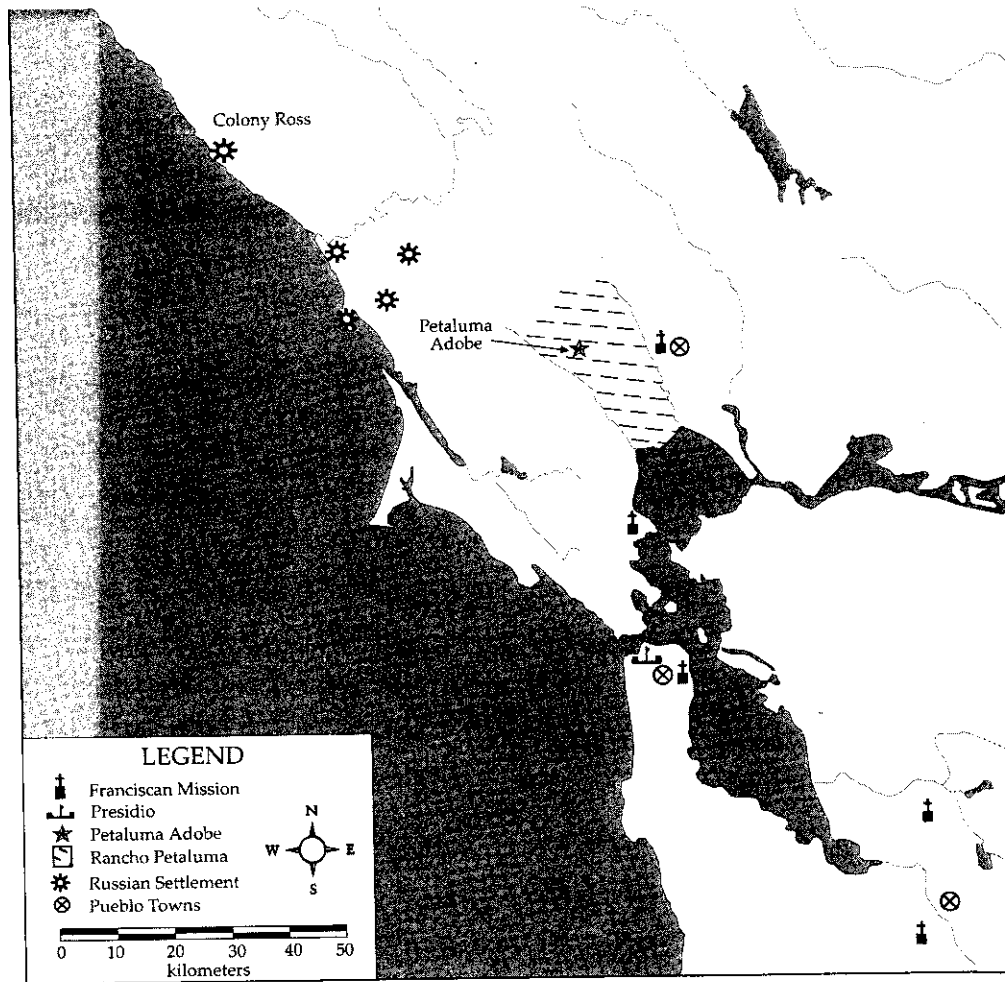 Colony Ross
Petaluma
Adobe
LEGEND
Franciscan Mission
Presidio
Petaluma Adobe
Rancho Petaluma
Russian Settlement
Pueblo Towns
N
W E
S
0 10 20 30 40 50
kilometers